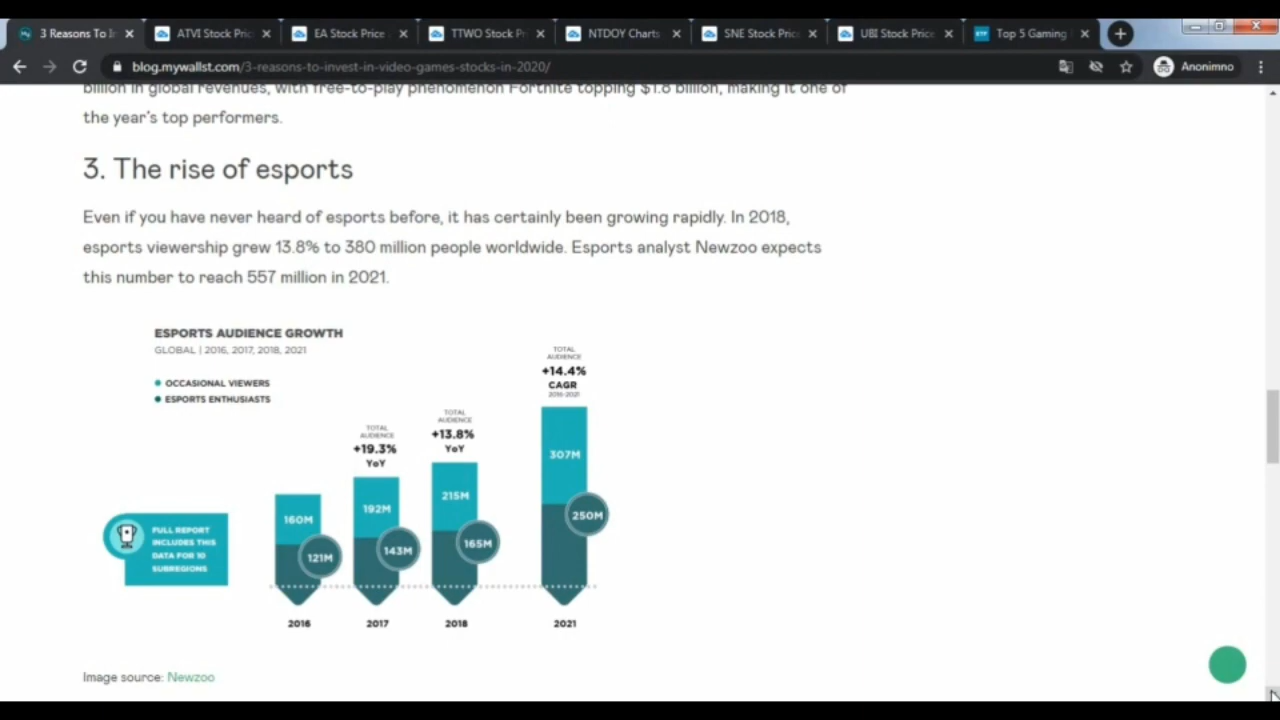 3 Reasons To I
ATVI Stock Pric
EA Stock Price
TTWO
NTDOY Charts
SNE Stock Pric
UBI Stock Pric
ETF
Top 5 Gaming
blog.mywallst.com/3-reasons-to-invest-in-video-games-stocks-in-2020/
Anonimno
billion in global revenues, with free-to-play phenomenon Fortnite topping $1.8 billion, making it one of
the year's top performers.
3. The rise of esports
Even if you have never heard of esports before, it has certainly been growing rapidly. In 2018,
esports viewership grew 13.8% to 380 million people worldwide. Esports analyst Newzoo expects
this number to reach 557 million in 2021.
ESPORTS AUDIENCE GROWTH
GLOBAL | 2016, 2017, 2018, 2021
OCCASIONAL VIEWERS
ESPORTS ENTHUSIASTS
TOTAL
AUDIENCE
+19.3%
YoY
TOTAL
AUDIENCE
+13.8%
YoY
TOTAL
AUDIENCE
+14.4%
CAGR
2016-2021
FULL REPORT
INCLUDES THIS
DATA FOR 10
SUBREGIONS
160M
121M
192M
143M
215M
165M
307M
250M
2016
2017
2018
2021
Image source: Newzoo